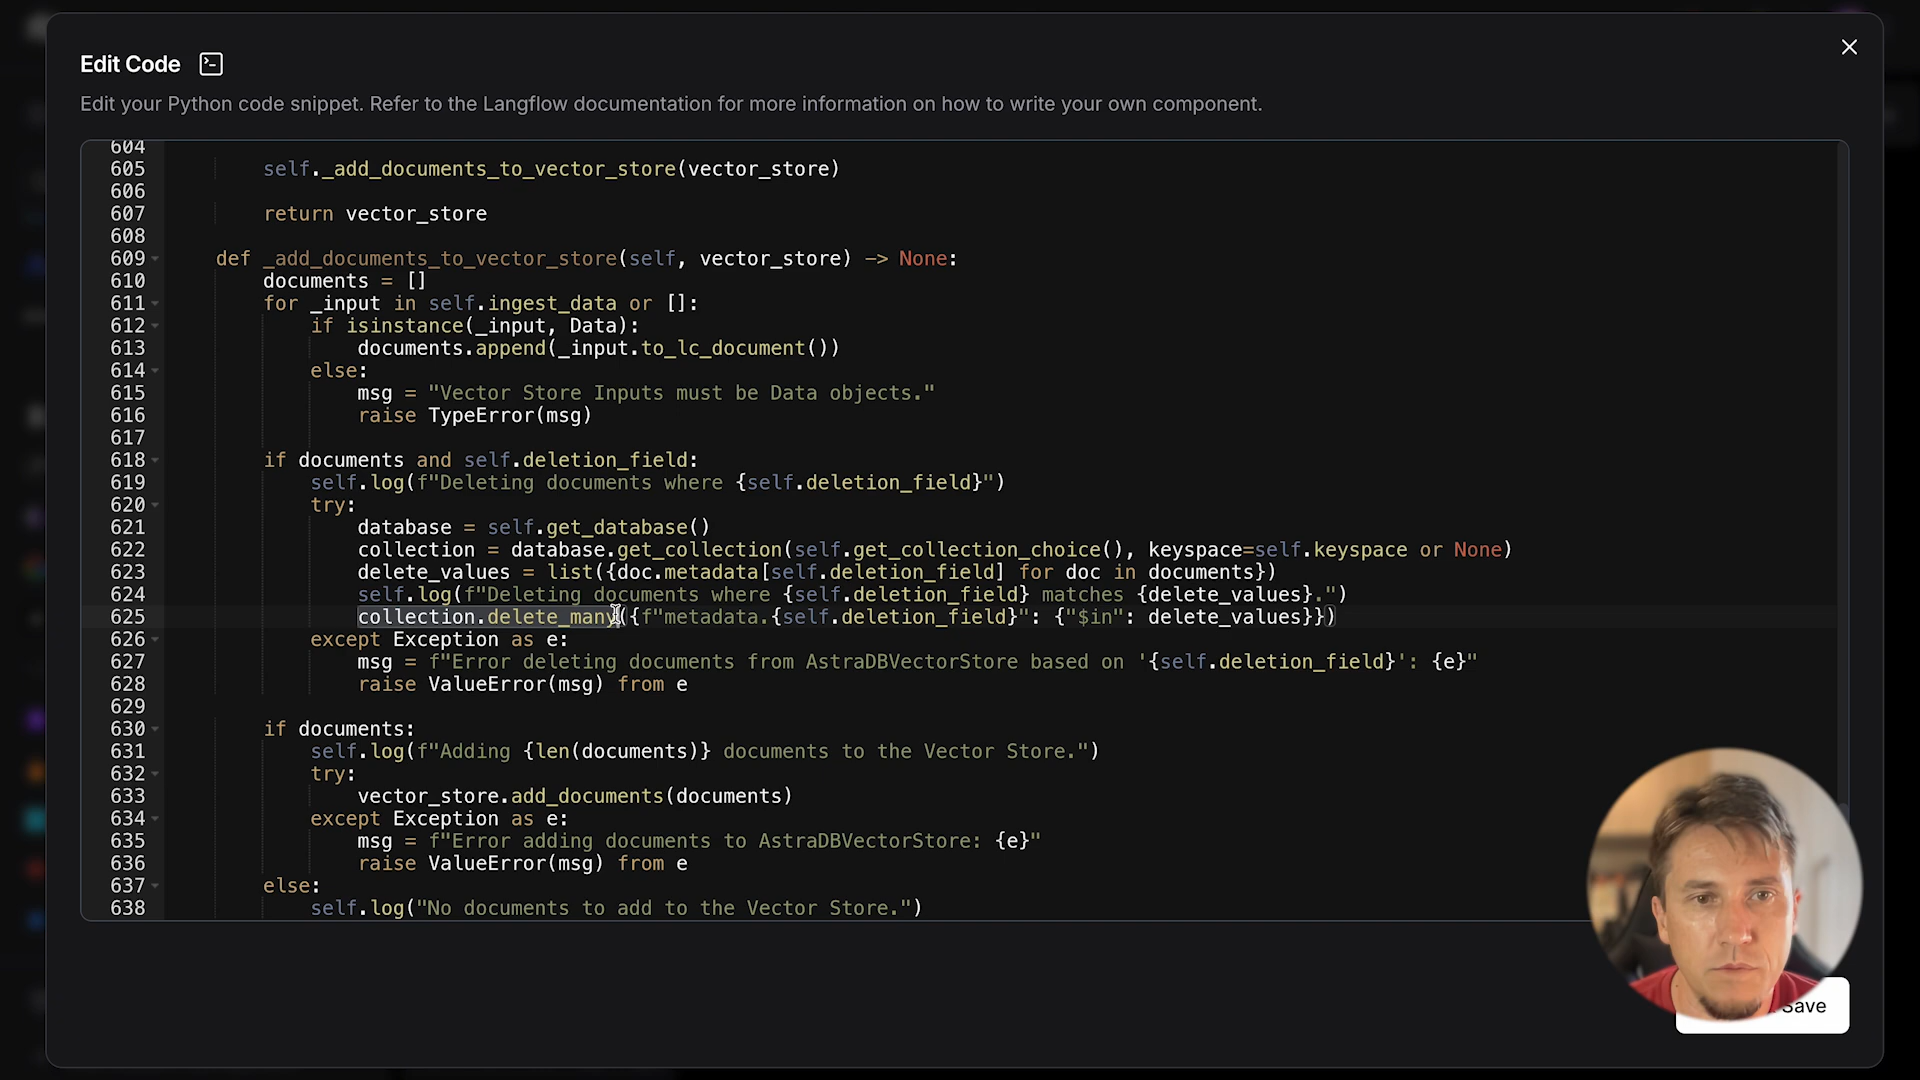 Edit Code
Edit your Python code snippet. Refer to the Langflow documentation for more information on how to write your own component.
604
605 self._add_documents_to_vector_store(vector_store)
606
607 return vector_store
608
609 def _add_documents_to_vector_store(self, vector_store) -> None:
610 documents = []
611 for _input in self.ingest_data or []:
612 if isinstance(_input, Data):
613 documents.append(_input.to_lc_document())
614 else:
615 msg = "Vector Store Inputs must be Data objects."
616 raise TypeError(msg)
617
618 if documents and self.deletion_field:
619 self.log(f"Deleting documents where {self.deletion_field}")
620 try:
621 database = self.get_database()
622 collection = database.get_collection(self.get_collection_choice(), keyspace=self.keyspace or None)
623 delete_values = list({doc.metadata[self.deletion_field] for doc in documents})
624 self.log(f"Deleting documents where {self.deletion_field} matches {delete_values}.")
625 collection.delete_many({f"metadata.{self.deletion_field}": {"$in": delete_values}})
626 except Exception as e:
627 msg = f"Error deleting documents from AstraDBVectorStore based on '{self.deletion_field}': {e}"
628 raise ValueError(msg) from e
629
630 if documents:
631 self.log(f"Adding {len(documents)} documents to the Vector Store.")
632 try:
633 vector_store.add_documents(documents)
634 except Exception as e:
635 msg = f"Error adding documents to AstraDBVectorStore: {e}"
636 raise ValueError(msg) from e
637 else:
638 self.log("No documents to add to the Vector Store.")
Save